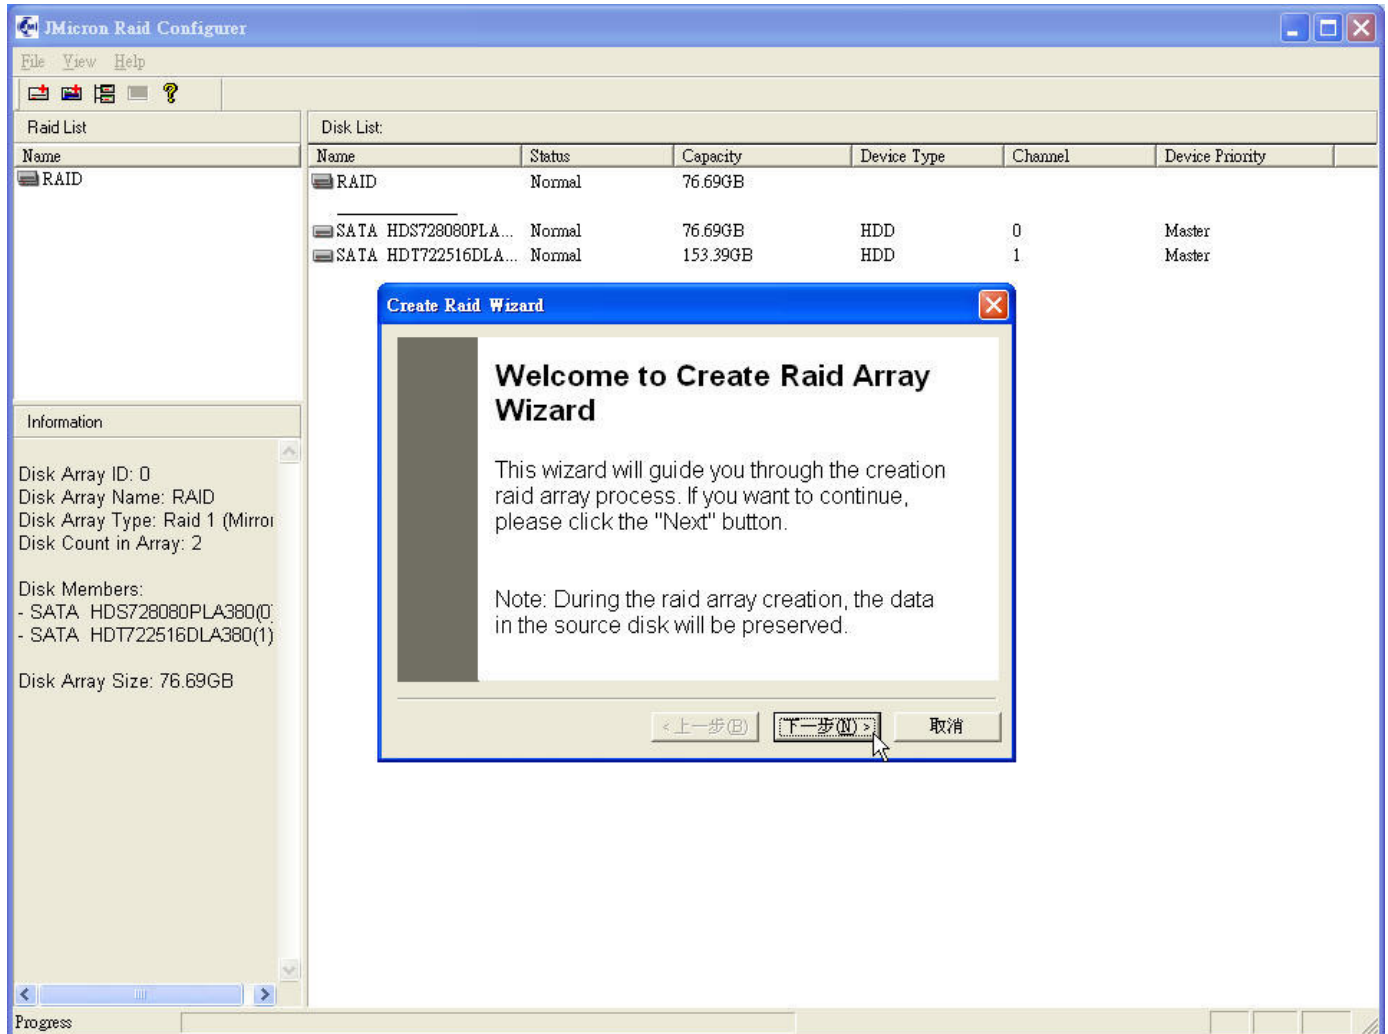 JMicron Raid Configurer
File View Help
Raid List
Disk List:
Name
Name Status Capacity Device Type Channel Device Priority
RAID
RAID Normal 76.69GB
SATA HDS728080PLA... Normal 76.69GB HDD 0 Master
SATA HDT722516DLA... Normal 153.39GB HDD 1 Master
Create Raid Wizard
Welcome to Create Raid Array
Wizard
This wizard will guide you through the creation
raid array process. If you want to continue,
please click the "Next" button.
Note: During the raid array creation, the data
in the source disk will be preserved.
<上一步(B)
下一步(N) >
取消
Information
Disk Array ID: 0
Disk Array Name: RAID
Disk Array Type: Raid 1 (Mirror
Disk Count in Array: 2
Disk Members:
- SATA HDS728080PLA380(0)
- SATA HDT722516DLA380(1)
Disk Array Size: 76.69GB
Progress